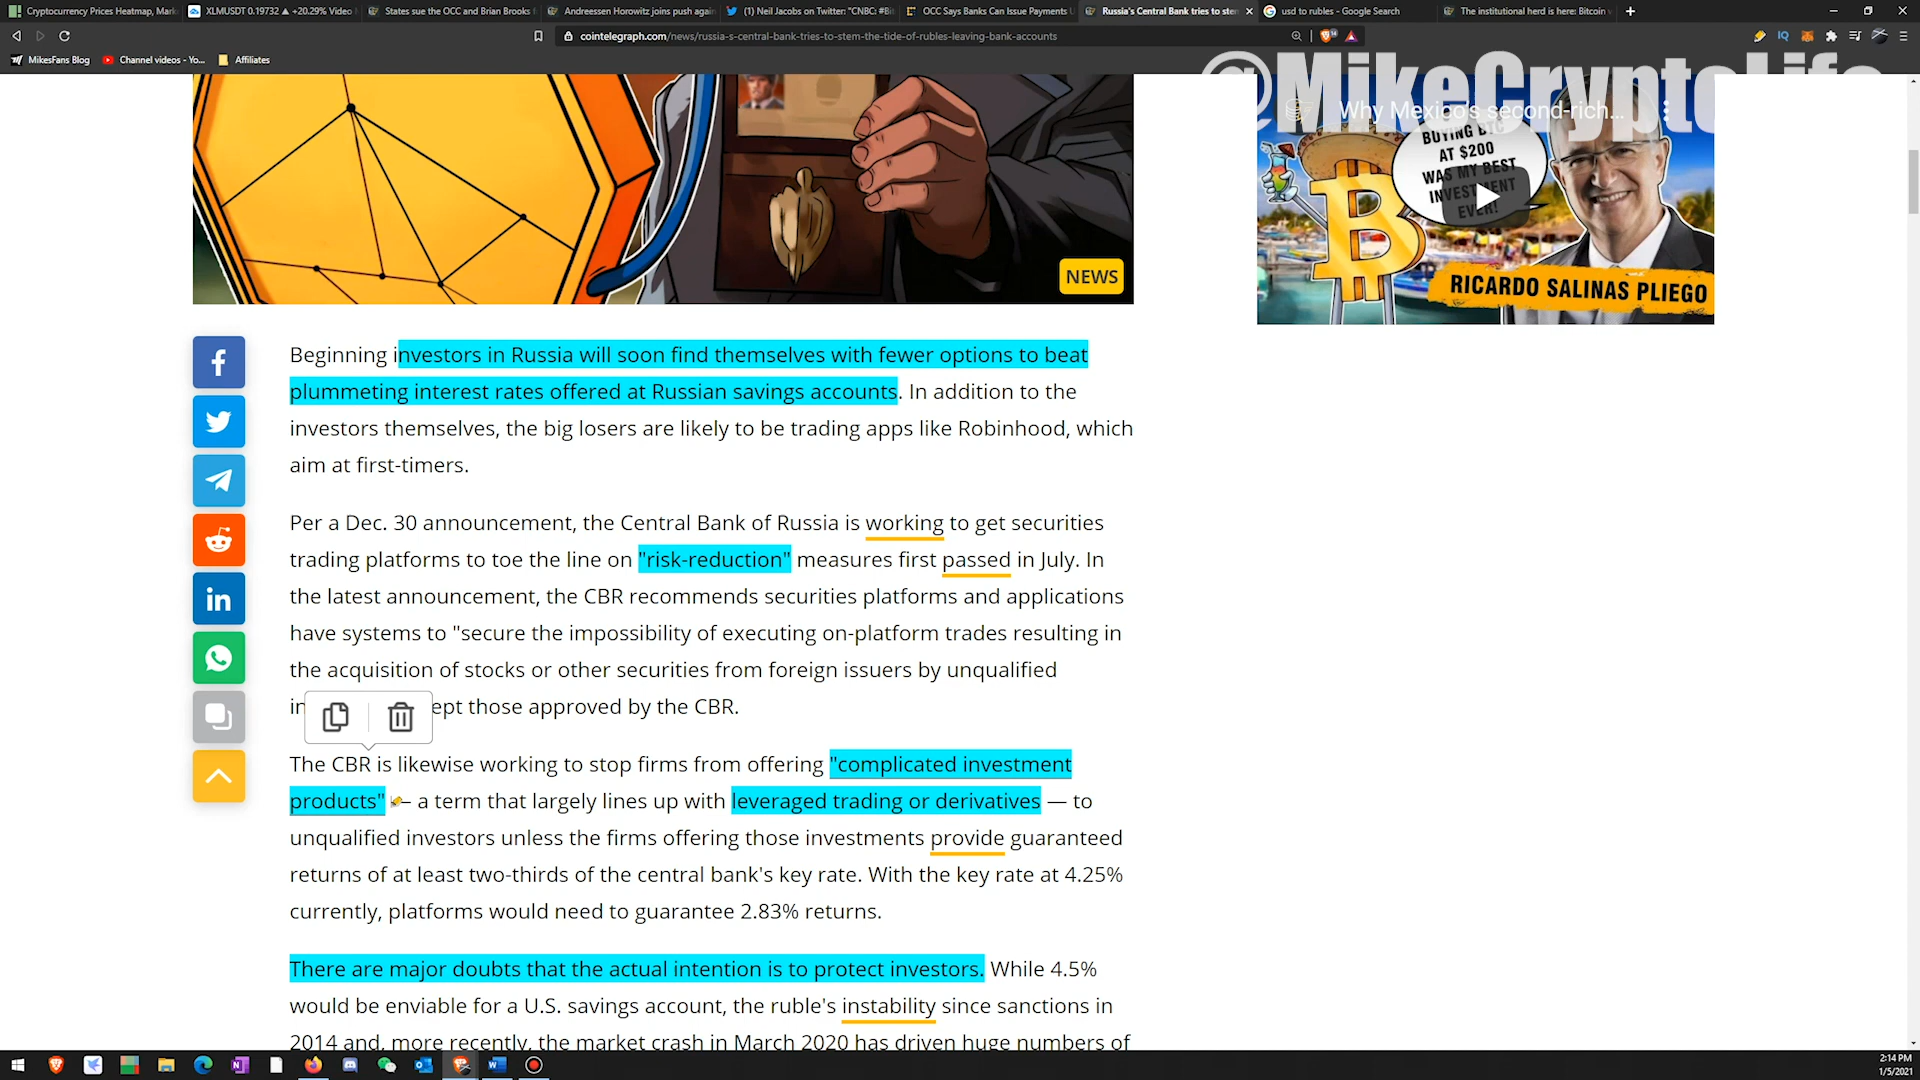 Cryptocurrency Prices Heatmap, Mark
XLMUSDT 0.19732 ▲ +20.29% Video
States sue the OCC and Brian Brooks f
Andreessen Horowitz joins push again
(1) Neil Jacobs on Twitter: "CNBC: #Bi
OCC Says Banks Can Issue Payments U
Russia's Central Bank tries to ste
usd to rubles - Google Search
The institutional herd is here: Bitcoin
cointelegraph.com/news/russia-s-central-bank-tries-to-stem-the-tide-of-rubles-leaving-bank-accounts
MikesFans Blog
Channel videos - Yo...
Affiliates
@MikeCryptoLife
Why Mexico's second-rich...
BUYING BTC
AT $200
WAS MY BEST
INVESTMENT
EVER!
RICARDO SALINAS PLIEGO
NEWS
Beginning investors in Russia will soon find themselves with fewer options to beat
plummeting interest rates offered at Russian savings accounts. In addition to the
investors themselves, the big losers are likely to be trading apps like Robinhood, which
aim at first-timers.
Per a Dec. 30 announcement, the Central Bank of Russia is working to get securities
trading platforms to toe the line on "risk-reduction" measures first passed in July. In
the latest announcement, the CBR recommends securities platforms and applications
have systems to "secure the impossibility of executing on-platform trades resulting in
the acquisition of stocks or other securities from foreign issuers by unqualified
in ept those approved by the CBR.
The CBR is likewise working to stop firms from offering "complicated investment
products" — a term that largely lines up with leveraged trading or derivatives — to
unqualified investors unless the firms offering those investments provide guaranteed
returns of at least two-thirds of the central bank's key rate. With the key rate at 4.25%
currently, platforms would need to guarantee 2.83% returns.
There are major doubts that the actual intention is to protect investors. While 4.5%
would be enviable for a U.S. savings account, the ruble's instability since sanctions in
2014 and, more recently, the market crash in March 2020 has driven huge numbers of
2:14 PM
1/5/2021